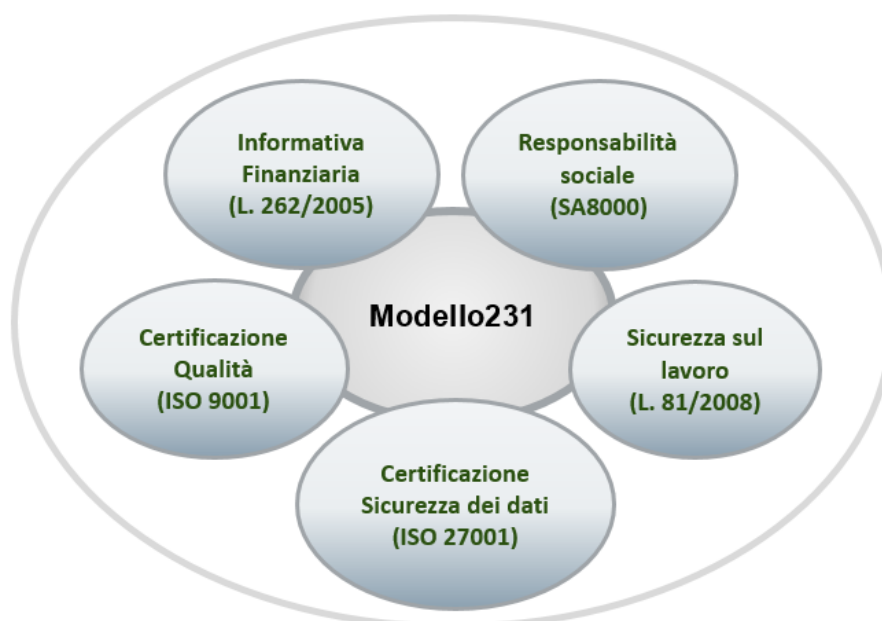 Informativa
Finanziaria
(L. 262/2005)
Responsabilità
sociale
(SA8000)
Modello231
Certificazione
Qualità
(ISO 9001)
Sicurezza sul
lavoro
(L. 81/2008)
Certificazione
Sicurezza dei dati
(ISO 27001)